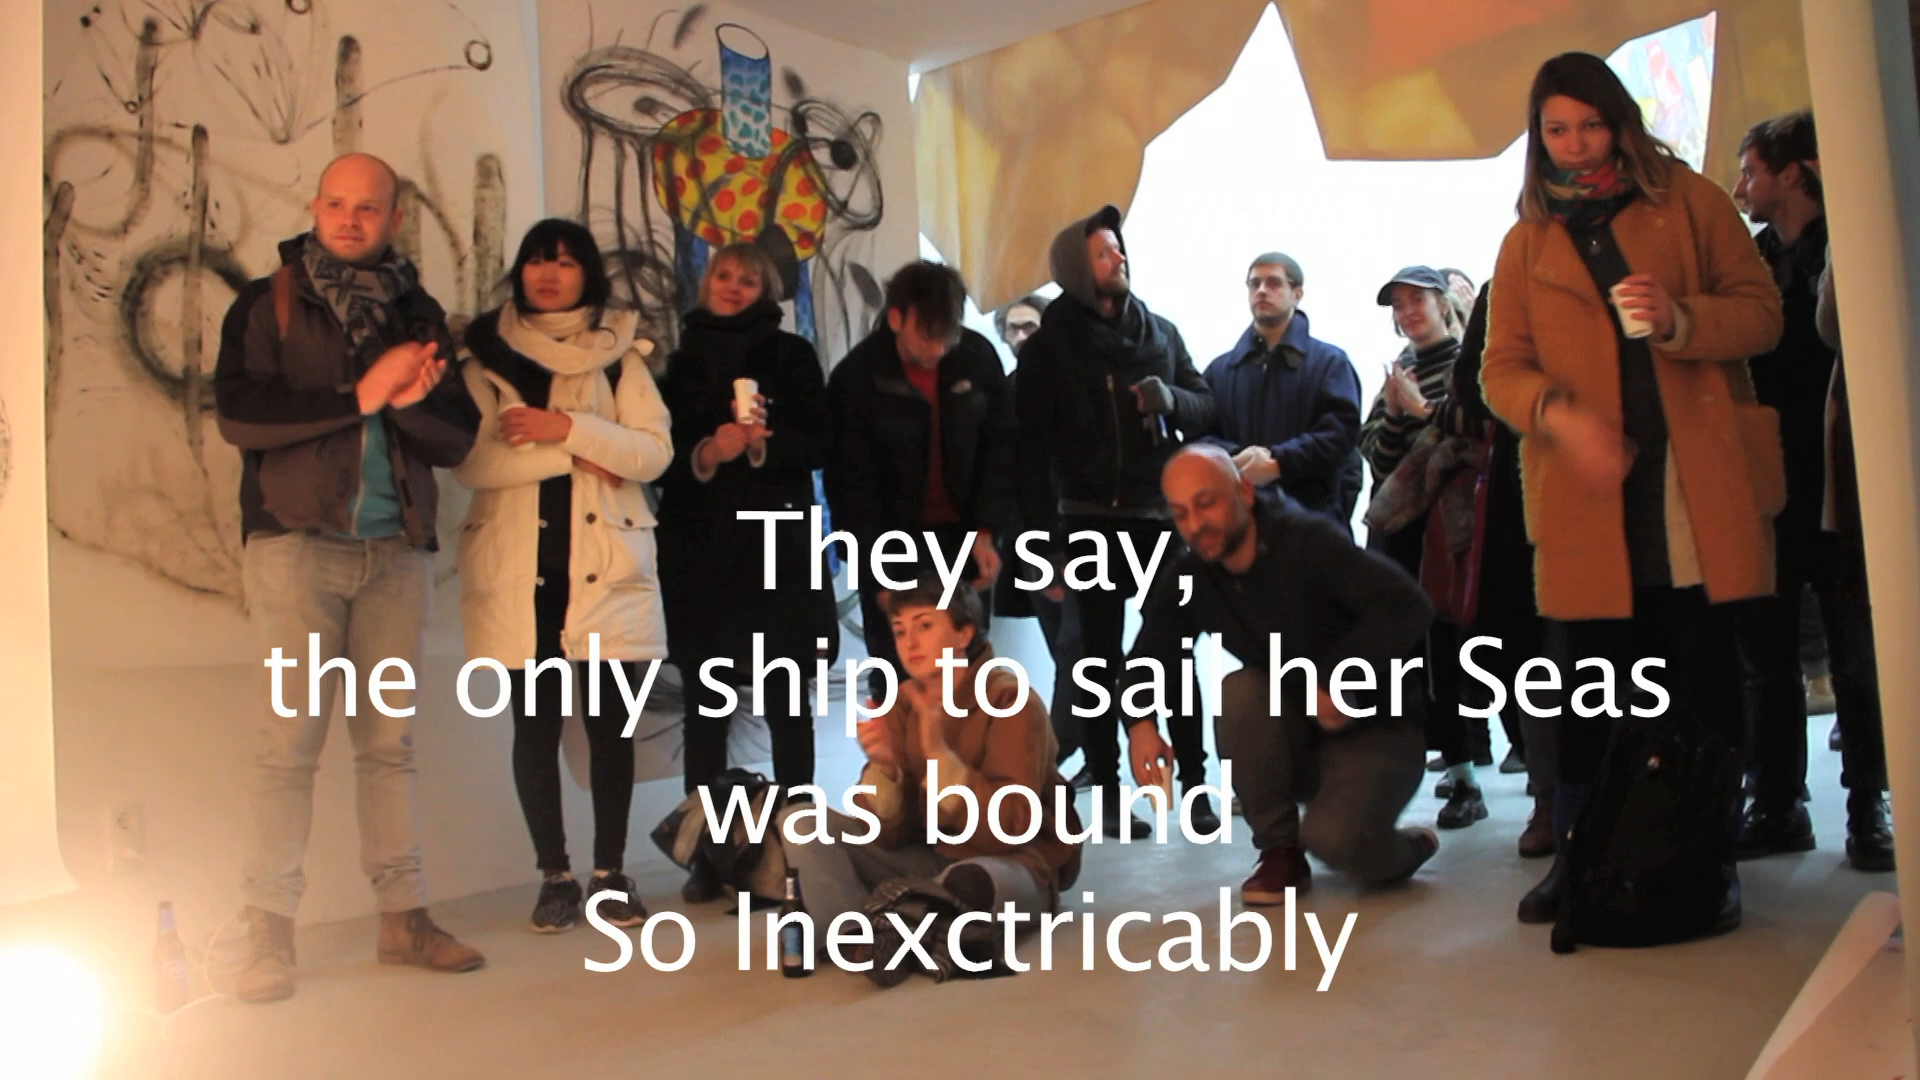 They say,
the only ship to sail her Seas
was bound
So Inexctricably